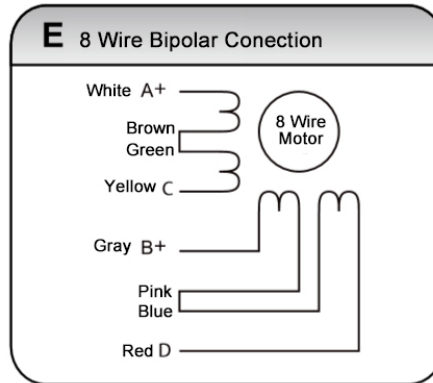 E 8 Wire Bipolar Conection
White A+
Brown
Green
Yellow C
8 Wire
Motor
Gray B+
Pink
Blue
Red D